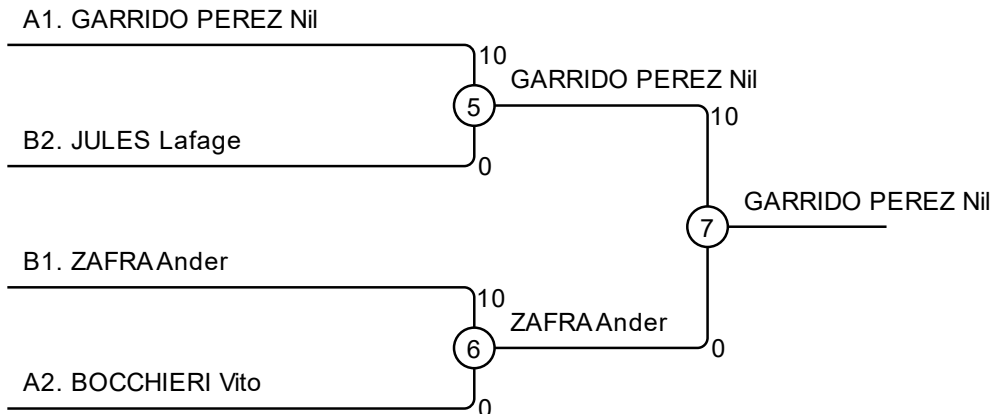 A1. GARRIDO PEREZ Nil
10
GARRIDO PEREZ Nil
5
10
B2. JULES Lafage
0
GARRIDO PEREZ Nil
7
B1. ZAFRA Ander
10
ZAFRA Ander
6
0
A2. BOCCHIERI Vito
0